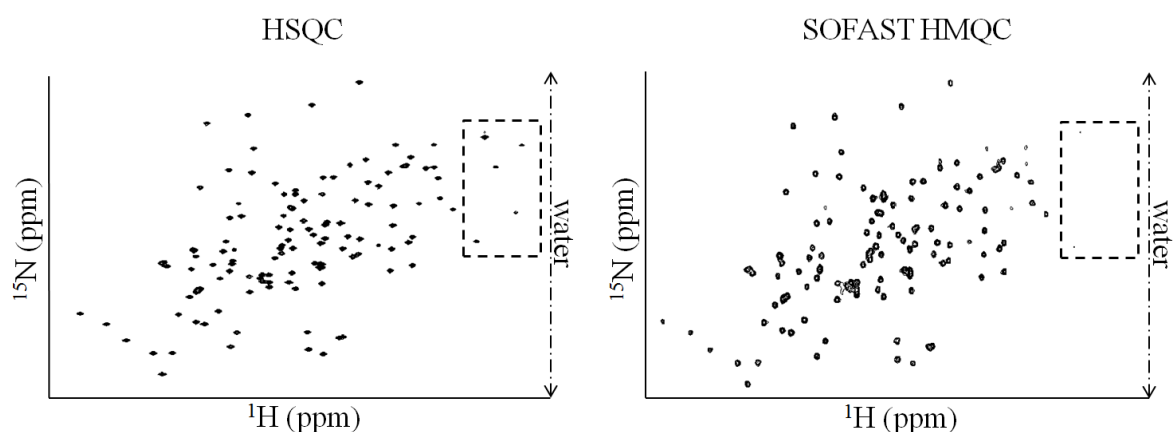 HSQC
¹⁵N (ppm)
¹H (ppm)
water
SOFAST HMQC
¹⁵N (ppm)
¹H (ppm)
water